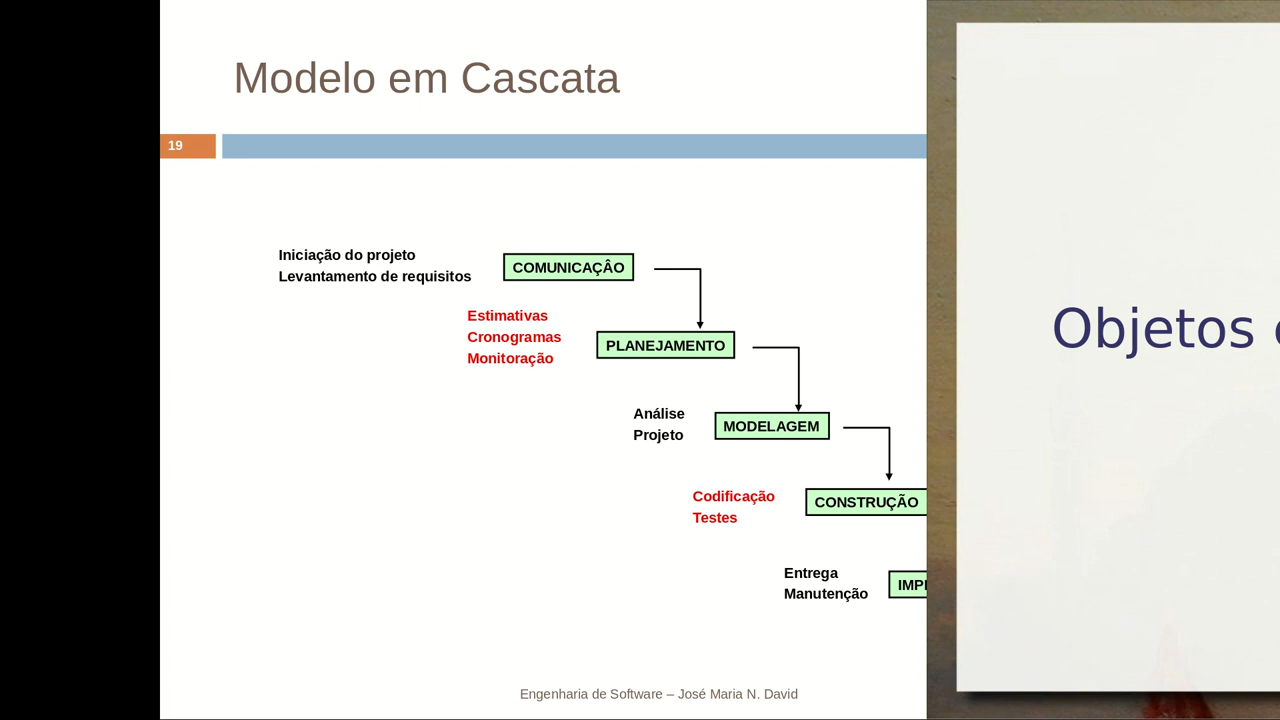 Modelo em Cascata
19
Iniciação do projeto
Levantamento de requisitos
COMUNICAÇÂO
Estimativas
Cronogramas
Monitoração
PLANEJAMENTO
Análise
Projeto
MODELAGEM
Codificação
Testes
CONSTRUÇÃO
Entrega
Manutenção
Engenharia de Software – José Maria N. David
Objetos